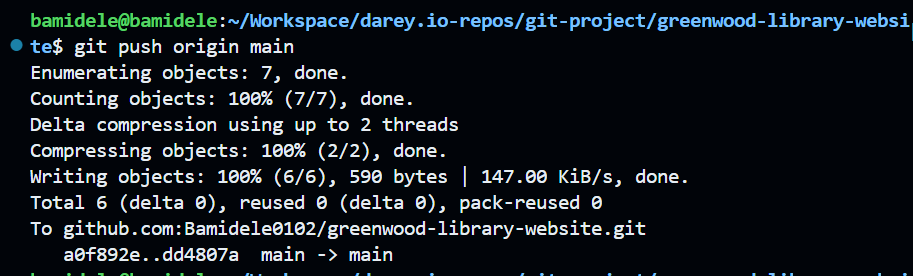 bamidele@bamidele:~/Workspace/darey.io-repos/git-project/greenwood-library-websi
te$ git push origin main
Enumerating objects: 7, done.
Counting objects: 100% (7/7), done.
Delta compression using up to 2 threads
Compressing objects: 100% (2/2), done.
Writing objects: 100% (6/6), 590 bytes | 147.00 KiB/s, done.
Total 6 (delta 0), reused 0 (delta 0), pack-reused 0
To github.com:Bamidele0102/greenwood-library-website.git
   a0f892e..dd4807a  main -> main